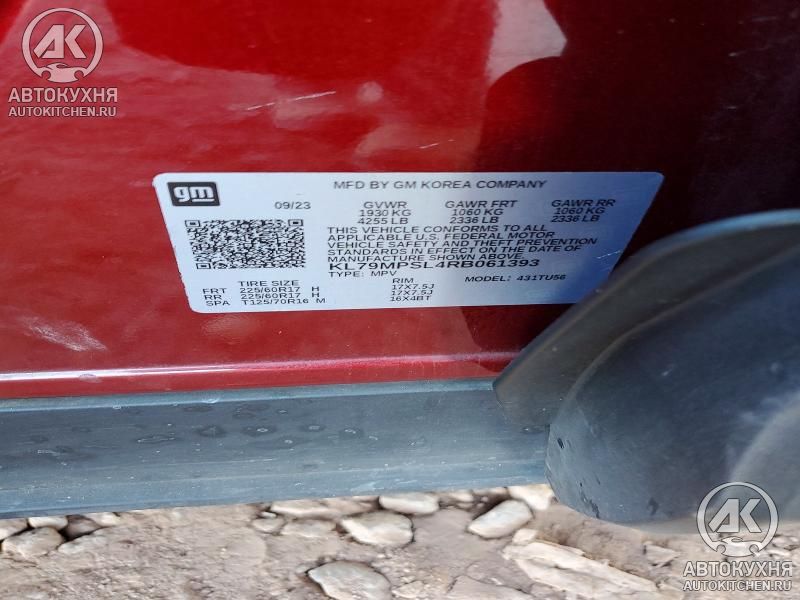 AK
АВТОКУХНЯ
AUTOKITCHEN.RU
gm
MFD BY GM KOREA COMPANY
09/23 GVWR GAWR FRT GAWR RR
1930 KG 1060 KG 1060 KG
4255 LB 2336 LB 2336 LB
THIS VEHICLE CONFORMS TO ALL
APPLICABLE U.S. FEDERAL MOTOR
VEHICLE SAFETY AND THEFT PREVENTION
STANDARDS IN EFFECT ON THE DATE OF
MANUFACTURE SHOWN ABOVE.
KL79MPSL4RB061393
TYPE: MPV MODEL: 431TU56
TIRE SIZE RIM
FRT 225/60R17 H 17X7.5J
RR 225/60R17 H 17X7.5J
SPA T125/70R16 M 16X4BT
AK
АВТОКУХНЯ
AUTOKITCHEN.RU